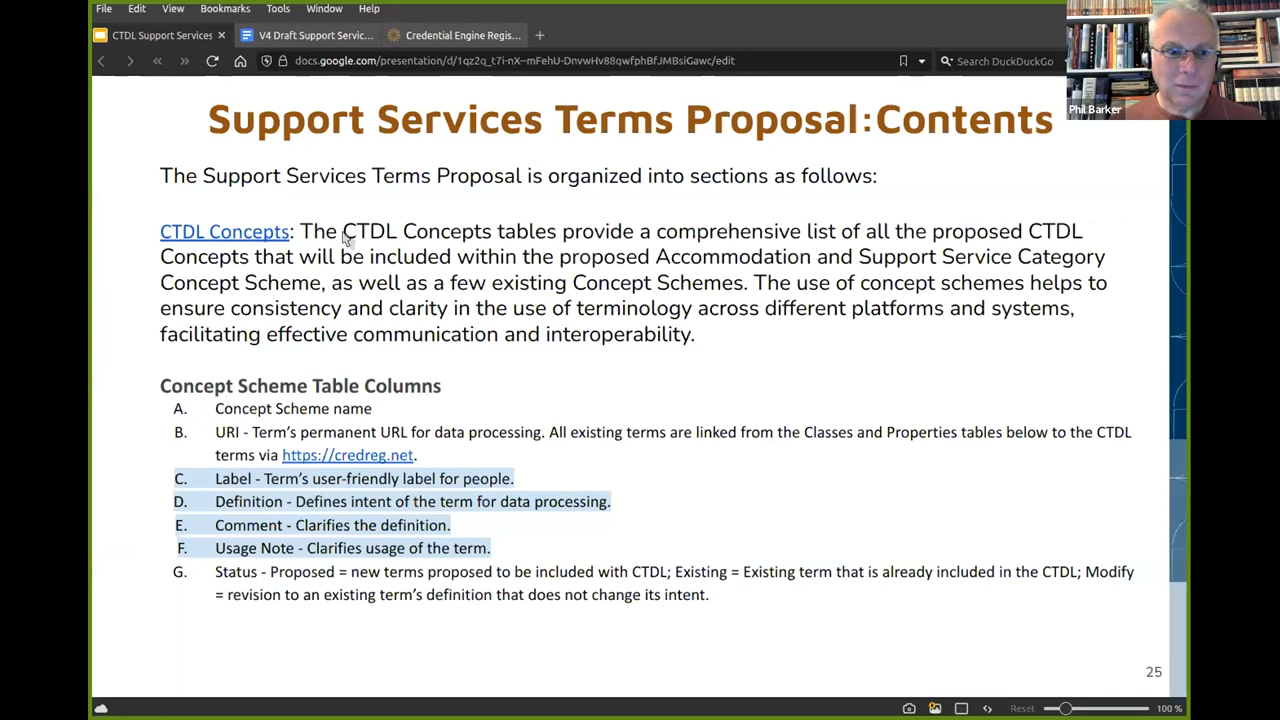 File Edit View Bookmarks Tools Window Help
CTDL Support Services
V4 Draft Support Servic...
Credential Engine Regis...
docs.google.com/presentation/d/1qz2q_t7i-nX--mFehU-DnvwHv88qwfphBfJMBsiGawc/edit
Search DuckDuckGo
Phil Barker
Support Services Terms Proposal:Contents
The Support Services Terms Proposal is organized into sections as follows:
CTDL Concepts: The CTDL Concepts tables provide a comprehensive list of all the proposed CTDL
Concepts that will be included within the proposed Accommodation and Support Service Category
Concept Scheme, as well as a few existing Concept Schemes. The use of concept schemes helps to
ensure consistency and clarity in the use of terminology across different platforms and systems,
facilitating effective communication and interoperability.
Concept Scheme Table Columns
A. Concept Scheme name
B. URI - Term's permanent URL for data processing. All existing terms are linked from the Classes and Properties tables below to the CTDL
terms via https://credreg.net.
C. Label - Term's user-friendly label for people.
D. Definition - Defines intent of the term for data processing.
E. Comment - Clarifies the definition.
F. Usage Note - Clarifies usage of the term.
G. Status - Proposed = new terms proposed to be included with CTDL; Existing = Existing term that is already included in the CTDL; Modify
= revision to an existing term's definition that does not change its intent.
25
Reset 100 %